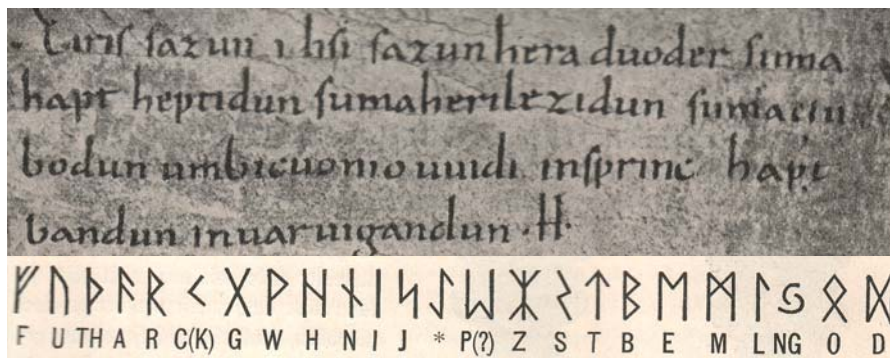 Eiris sazun idisi sazun hera duoder suma
hapt heptidun sumaherilezidun sumaclu
bodun umbicuonio uuidi insprinc hapt
bandun inuar uigandun ·H·
ᚠ ᚢ ᚦ ᚨ ᚱ ᚲ ᚷ ᚹ ᚺ ᚾ ᛁ ᛃ ᛇ ᛈ ᛉ ᛊ ᛏ ᛒ ᛖ ᛗ ᛚ ᛜ ᛟ ᛞ
F U TH A R C(K) G W H N I J * P(?) Z S T B E M L NG O D